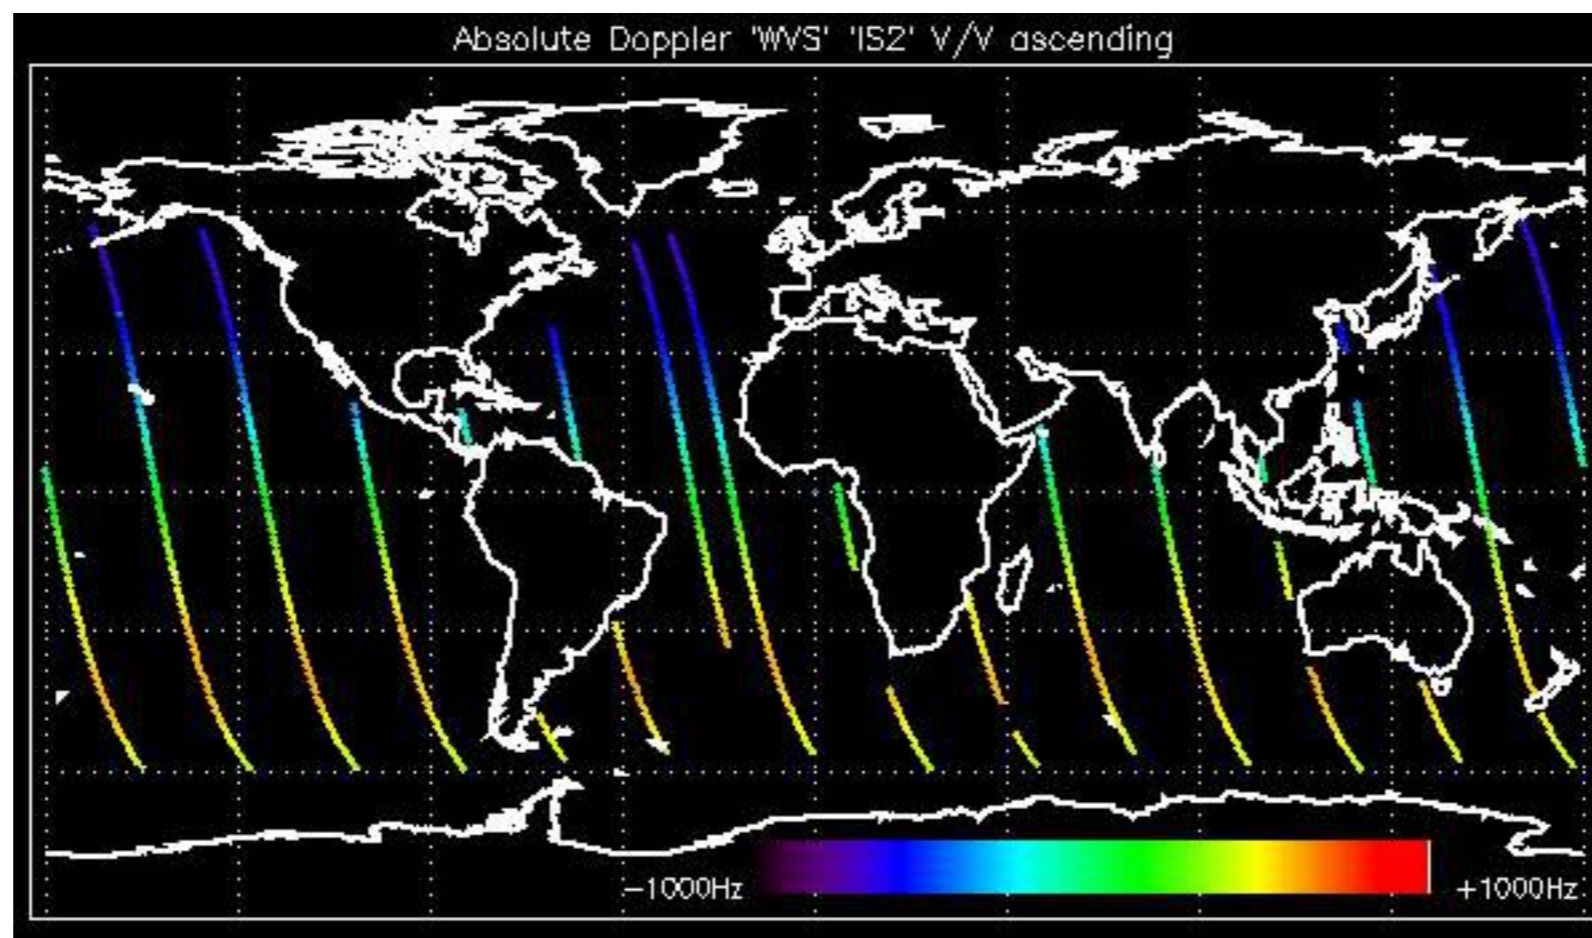 Absolute Doppler 'WVS' 'IS2' V/V ascending
-1000Hz +1000Hz